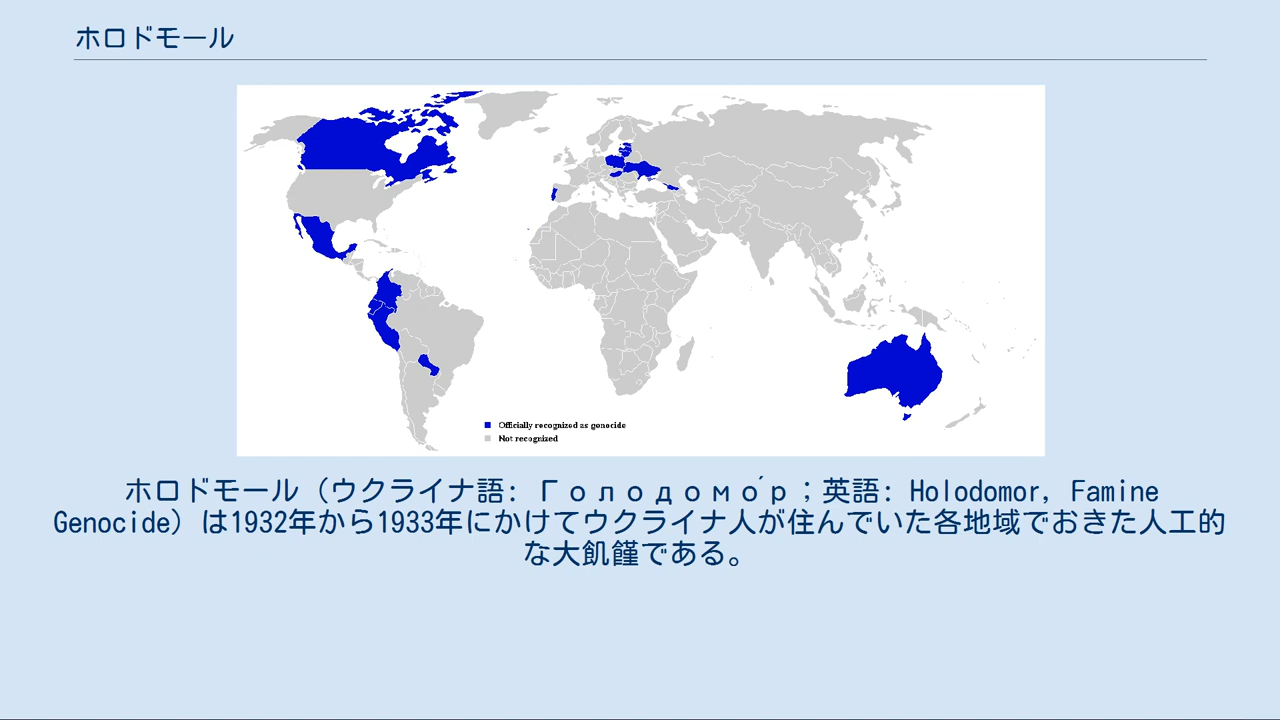 ホロドモール
Officially recognized as genocide
Not recognized
ホロドモール（ウクライナ語: Голодомо́р；英語: Holodomor, Famine
Genocide）は1932年から1933年にかけてウクライナ人が住んでいた各地域でおきた人工的
な大飢饉である。